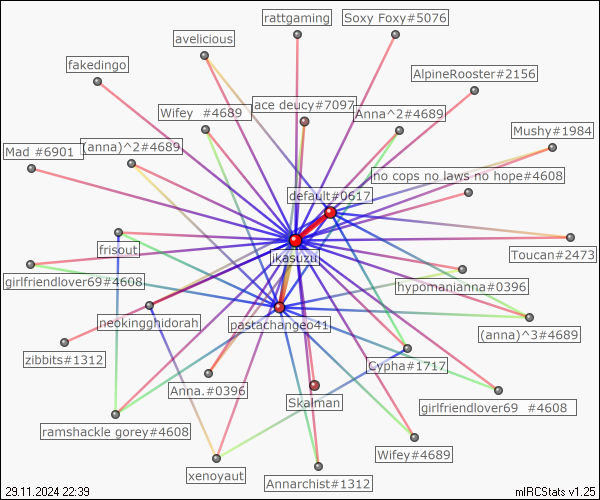 rattgaming
Soxy Foxy#5076
avelicious
fakedingo
AlpineRooster#2156
ace deucy#7097
Wifey  #4689
Anna^2#4689
Mushy#1984
Mad #6901
(anna)^2#4689
no cops no laws no hope#4608
default#0617
frisout
ikasuzu
Toucan#2473
girlfriendlover69#4608
hypomanianna#0396
neokingghidorah
pastachangeo41
(anna)^3#4689
zibbits#1312
Cypha#1717
Anna.#0396
Skalman
girlfriendlover69  #4608
ramshackle gorey#4608
Wifey#4689
xenoyaut
Annarchist#1312
29.11.2024 22:39
mIRCStats v1.25